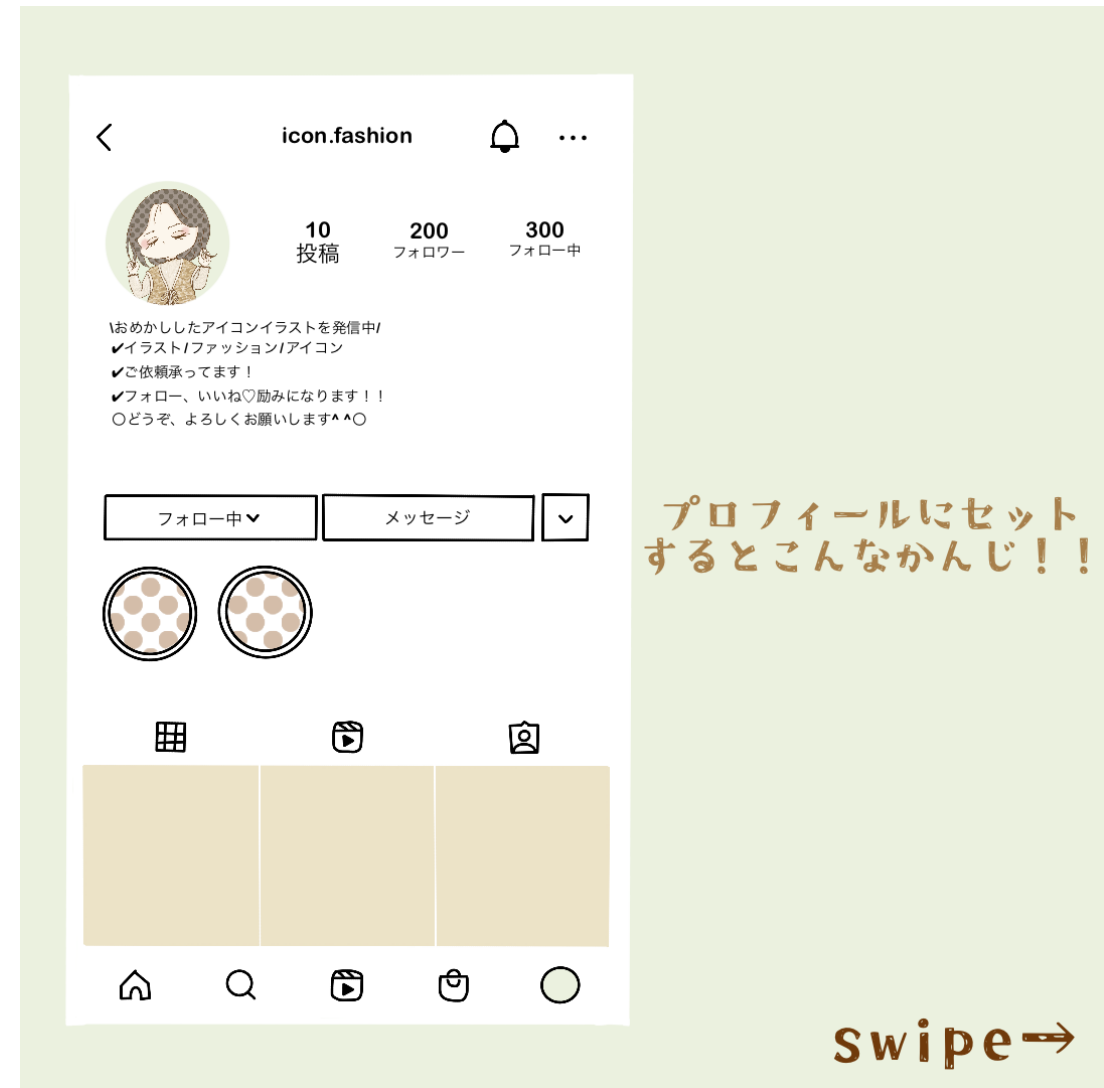 icon.fashion
10
投稿
200
フォロワー
300
フォロー中
\おめかししたアイコンイラストを発信中/
✔イラスト/ファッション/アイコン
✔ご依頼承ってます！
✔フォロー、いいね♡励みになります！！
〇どうぞ、よろしくお願いします^ ^〇
フォロー中
メッセージ
プロフィールにセット
するとこんなかんじ！！
swipe→